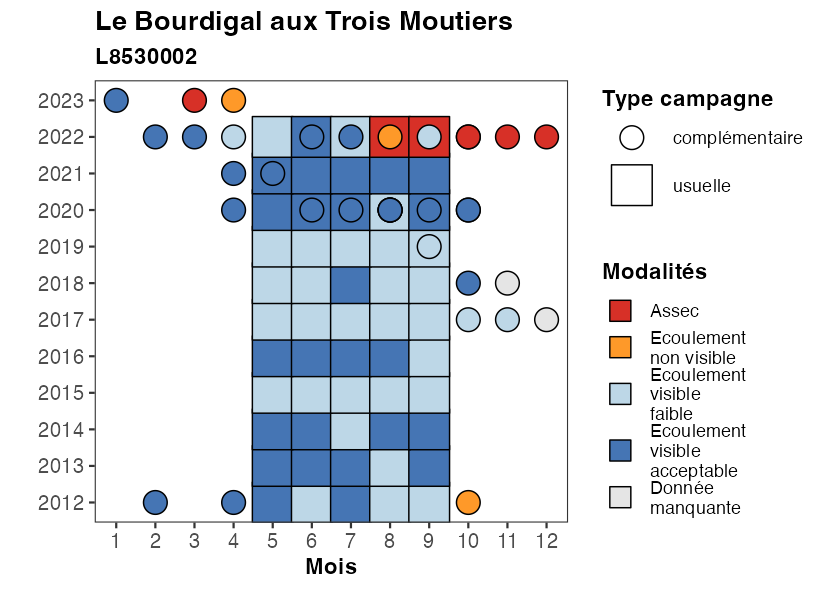 Le Bourdigal aux Trois Moutiers
L8530002
2023
2022
2021
2020
2019
2018
2017
2016
2015
2014
2013
2012
1 2 3 4 5 6 7 8 9 10 11 12
Mois
Type campagne
complémentaire
usuelle
Modalités
Assec
Ecoulement
non visible
Ecoulement
visible
faible
Ecoulement
visible
acceptable
Donnée
manquante